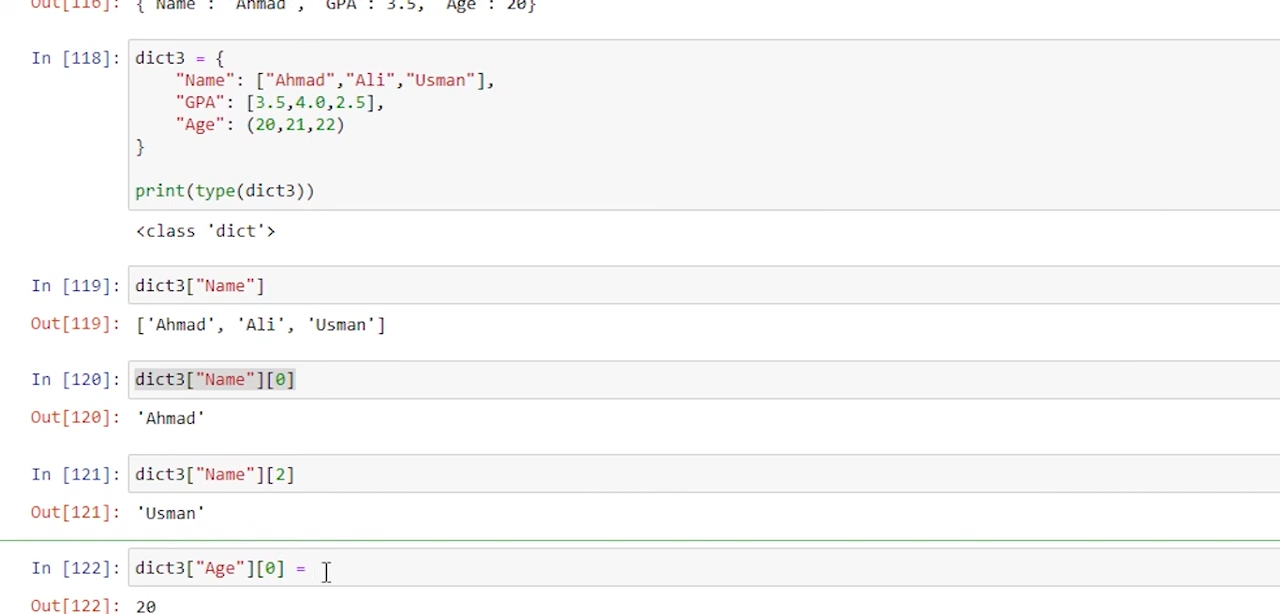 Out[116]: { 'Name': 'Ahmad', 'GPA': 3.5, 'Age': 20}
In [118]: dict3 = {
"Name": ["Ahmad","Ali","Usman"],
"GPA": [3.5,4.0,2.5],
"Age": (20,21,22)
}
print(type(dict3))
<class 'dict'>
In [119]: dict3["Name"]
Out[119]: ['Ahmad', 'Ali', 'Usman']
In [120]: dict3["Name"][0]
Out[120]: 'Ahmad'
In [121]: dict3["Name"][2]
Out[121]: 'Usman'
In [122]: dict3["Age"][0] =
Out[122]: 20